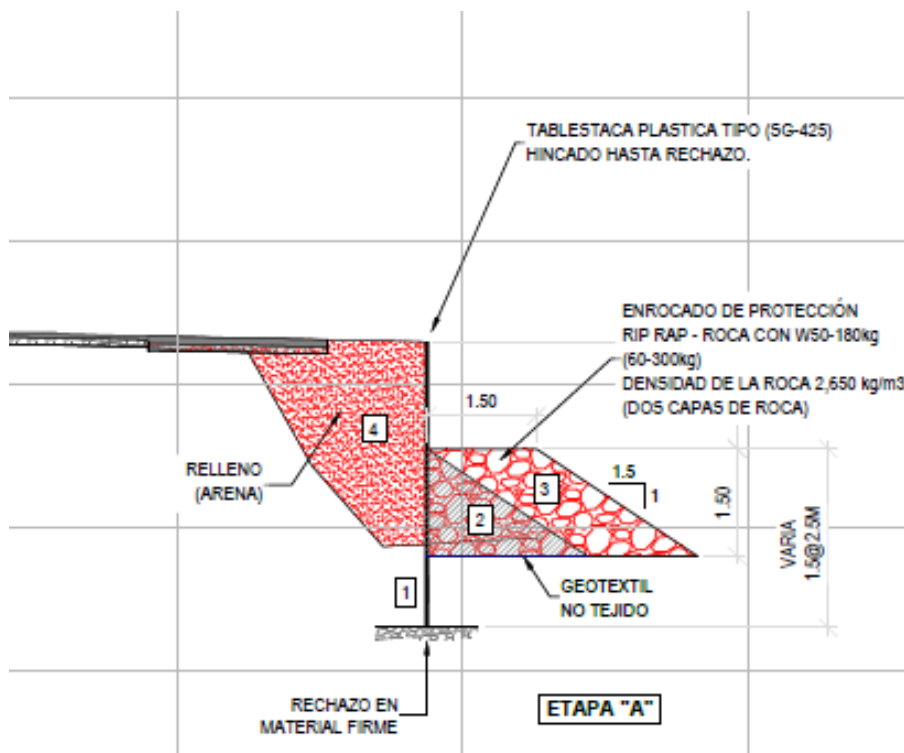 TABLESTACA PLASTICA TIPO (SG-425)
HINCADO HASTA RECHAZO.
ENROCADO DE PROTECCIÓN
RIP RAP - ROCA CON W50-180kg
(60-300kg)
DENSIDAD DE LA ROCA 2,650 kg/m3
(DOS CAPAS DE ROCA)
1.50
4
RELLENO
(ARENA)
3
1.5
1
2
1.50
VARIA
1.5@2.5M
1
GEOTEXTIL
NO TEJIDO
RECHAZO EN
MATERIAL FIRME
ETAPA "A"